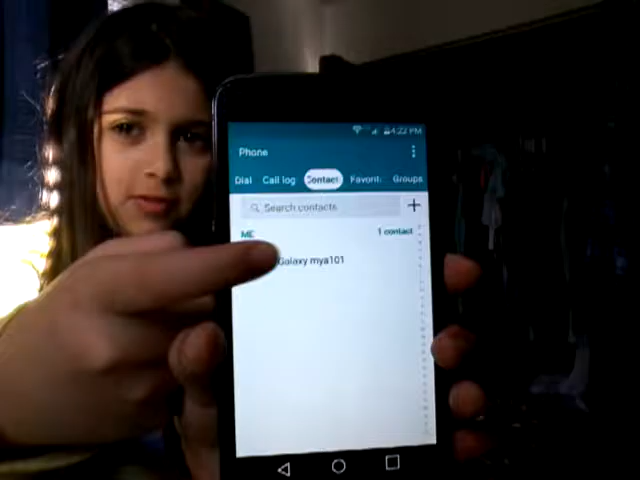 4:22 PM
Phone
Dial Call log Contact Favorit Groups
Search contacts
ME 1 contact
Galaxy mya101